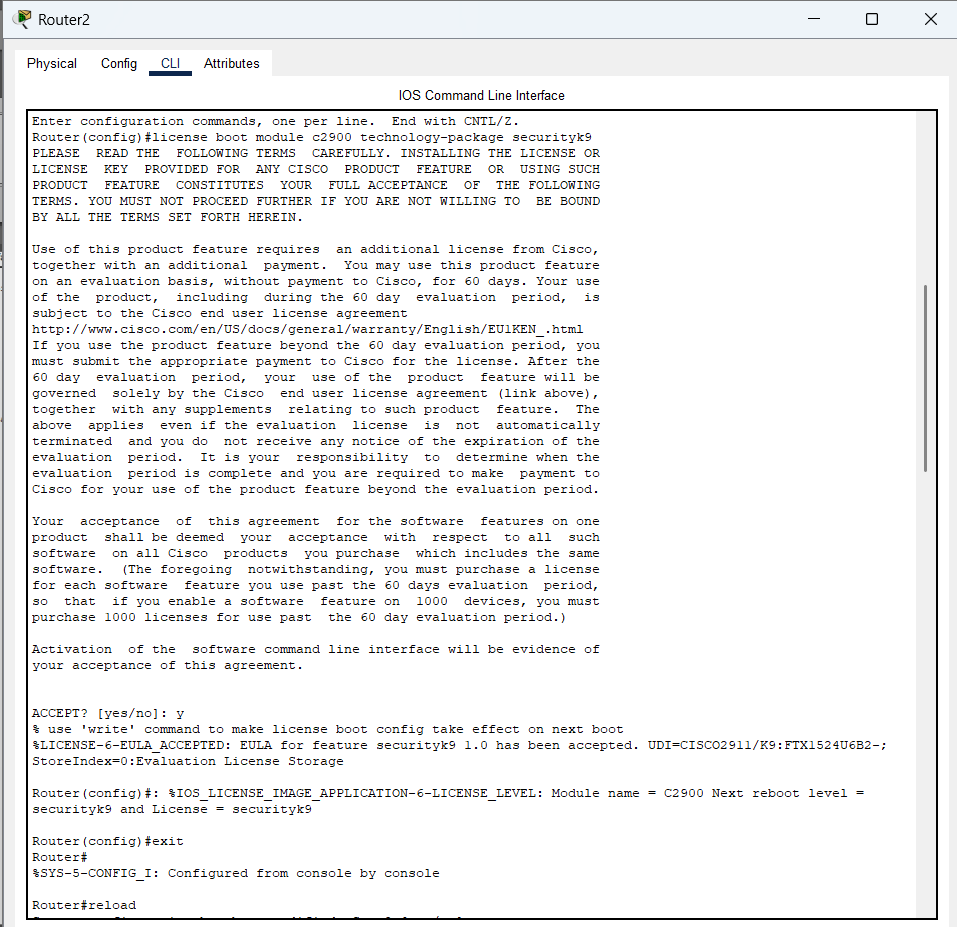 Router2
Physical Config CLI Attributes
IOS Command Line Interface
Enter configuration commands, one per line.  End with CNTL/Z.
Router(config)#license boot module c2900 technology-package securityk9
PLEASE  READ THE  FOLLOWING TERMS  CAREFULLY. INSTALLING THE LICENSE OR
LICENSE  KEY  PROVIDED FOR  ANY CISCO  PRODUCT  FEATURE  OR  USING SUCH
PRODUCT  FEATURE  CONSTITUTES  YOUR  FULL ACCEPTANCE  OF  THE FOLLOWING
TERMS. YOU MUST NOT PROCEED FURTHER IF YOU ARE NOT WILLING TO  BE BOUND
BY ALL THE TERMS SET FORTH HEREIN.
Use of this product feature requires  an additional license from Cisco,
together with an additional  payment.  You may use this product feature
on an evaluation basis, without payment to Cisco, for 60 days. Your use
of the  product,  including  during the 60 day  evaluation  period,  is
subject to the Cisco end user license agreement
http://www.cisco.com/en/US/docs/general/warranty/English/EU1KEN_.html
If you use the product feature beyond the 60 day evaluation period, you
must submit the appropriate payment to Cisco for the license. After the
60 day  evaluation  period,  your  use of the  product  feature will be
governed  solely by the Cisco  end user license agreement (link above),
together  with any supplements  relating to such product  feature.  The
above  applies  even if the evaluation  license  is  not  automatically
terminated  and you do  not receive any notice of the expiration of the
evaluation  period.  It is your  responsibility  to  determine when the
evaluation  period is complete and you are required to make  payment to
Cisco for your use of the product feature beyond the evaluation period.
Your  acceptance  of  this agreement  for the software  features on one
product  shall be deemed  your  acceptance  with  respect  to all  such
software  on all Cisco  products  you purchase  which includes the same
software.  (The foregoing  notwithstanding, you must purchase a license
for each software  feature you use past the 60 days evaluation  period,
so  that  if you enable a software  feature on  1000  devices, you must
purchase 1000 licenses for use past  the 60 day evaluation period.)
Activation  of the  software command line interface will be evidence of
your acceptance of this agreement.
ACCEPT? [yes/no]: y
% use 'write' command to make license boot config take effect on next boot
%LICENSE-6-EULA_ACCEPTED: EULA for feature securityk9 1.0 has been accepted. UDI=CISCO2911/K9:FTX1524U6B2-;
StoreIndex=0:Evaluation License Storage
Router(config)#: %IOS_LICENSE_IMAGE_APPLICATION-6-LICENSE_LEVEL: Module name = C2900 Next reboot level =
securityk9 and License = securityk9
Router(config)#exit
Router#
%SYS-5-CONFIG_I: Configured from console by console
Router#reload